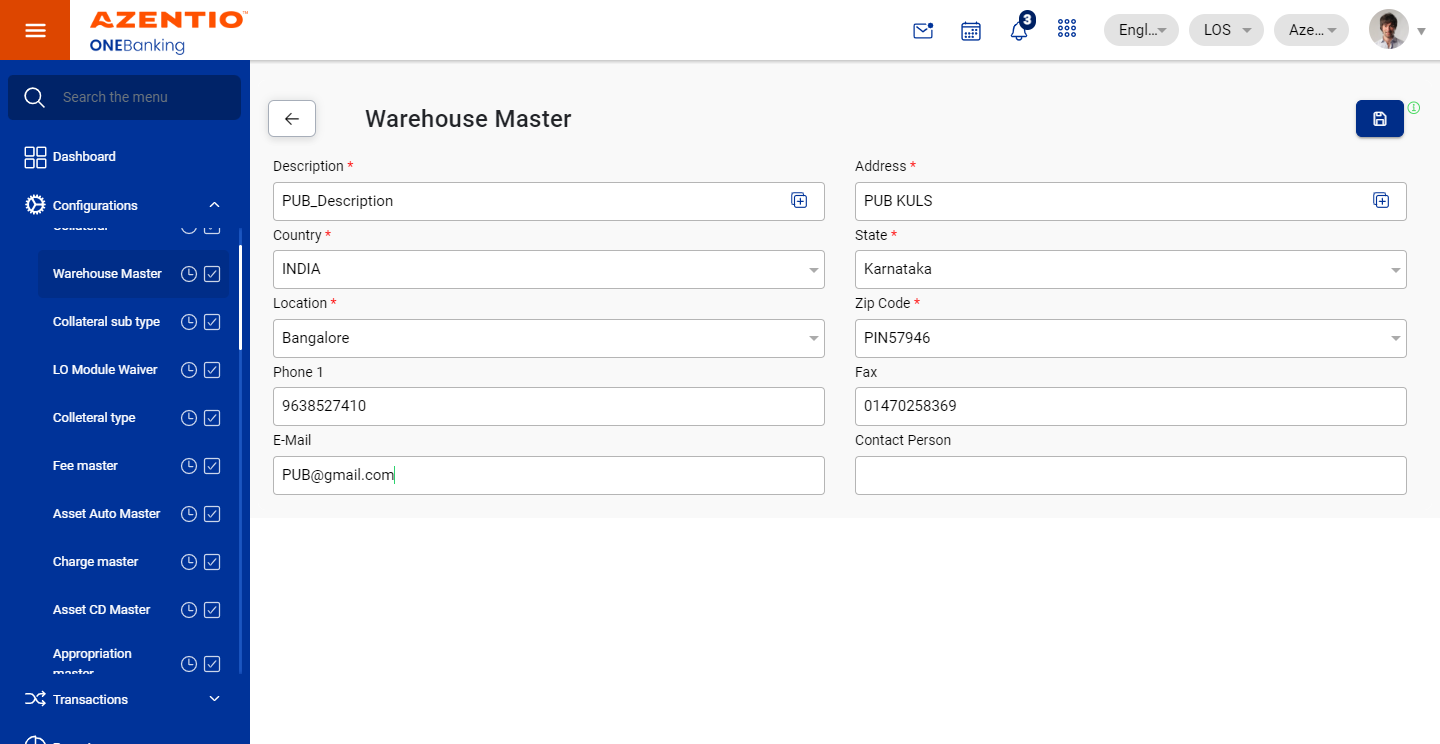 AZENTIO™
ONEBanking
3
Engl...
LOS
Aze...
Search the menu
Dashboard
Configurations
Collateral
Warehouse Master
Collateral sub type
LO Module Waiver
Colleteral type
Fee master
Asset Auto Master
Charge master
Asset CD Master
Appropriation
master
Transactions
Warehouse Master
Description *
Address *
PUB_Description
PUB KULS
Country *
State *
INDIA
Karnataka
Location *
Zip Code *
Bangalore
PIN57946
Phone 1
Fax
9638527410
01470258369
E-Mail
Contact Person
PUB@gmail.com